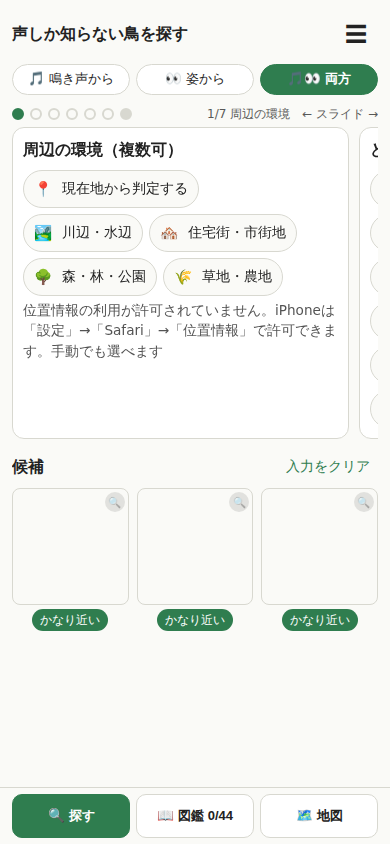 声しか知らない鳥を探す
🎵 鳴き声から 👀 姿から 🎵👀 両方
1/7 周辺の環境 ← スライド →
周辺の環境（複数可）
📍 現在地から判定する
🏞️ 川辺・水辺 🏘️ 住宅街・市街地
🌳 森・林・公園 🌾 草地・農地
位置情報の利用が許可されていません。iPhoneは
「設定」→「Safari」→「位置情報」で許可できま
す。手動でも選べます
候補 入力をクリア
かなり近い かなり近い かなり近い
🔍 探す 📖 図鑑 0/44 🗺️ 地図